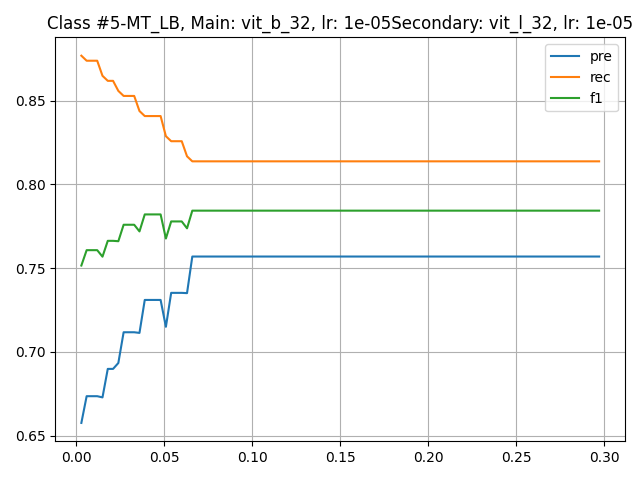 Class #5-MT_LB, Main: vit_b_32, lr: 1e-05Secondary: vit_l_32, lr: 1e-05
pre
rec
f1
0.85
0.80
0.75
0.70
0.65
0.00 0.05 0.10 0.15 0.20 0.25 0.30